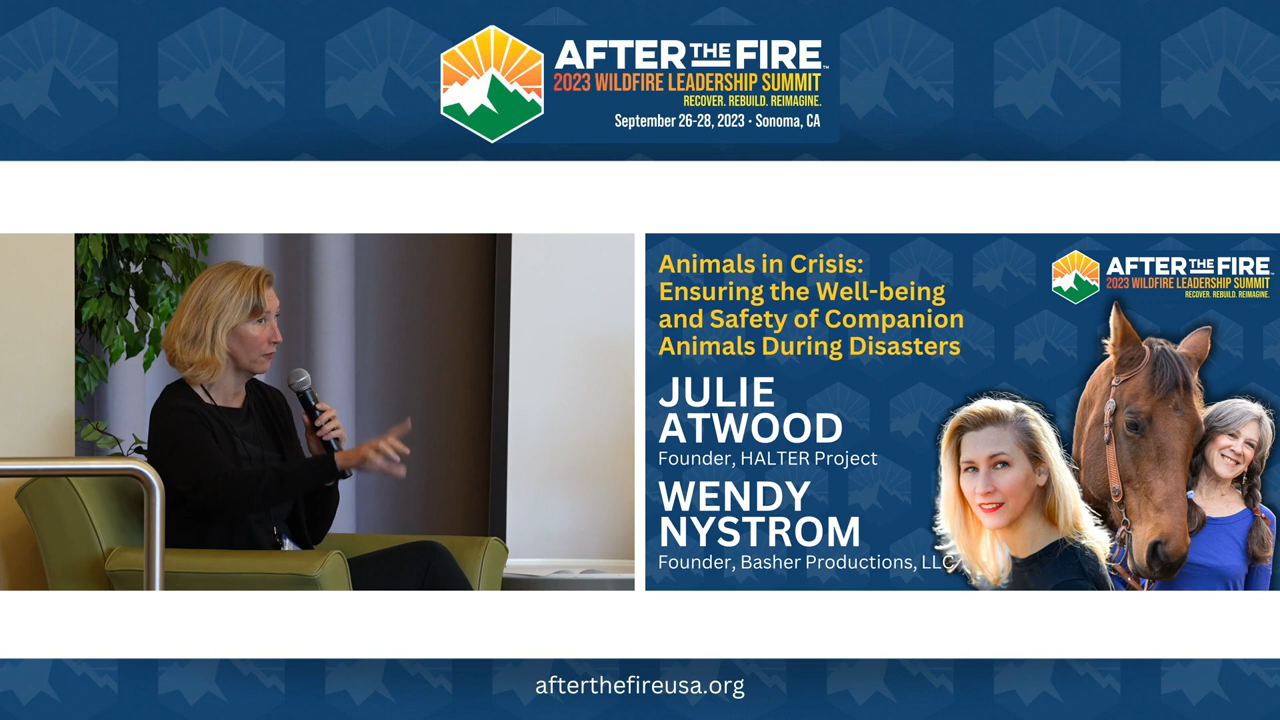 AFTER THE FIRE™
2023 WILDFIRE LEADERSHIP SUMMIT
RECOVER. REBUILD. REIMAGINE.
September 26-28, 2023 • Sonoma, CA
Animals in Crisis:
Ensuring the Well-being
and Safety of Companion
Animals During Disasters
JULIE
ATWOOD
Founder, HALTER Project
WENDY
NYSTROM
Founder, Basher Productions, LLC
AFTER THE FIRE™
2023 WILDFIRE LEADERSHIP SUMMIT
RECOVER. REBUILD. REIMAGINE.
afterthefireusa.org